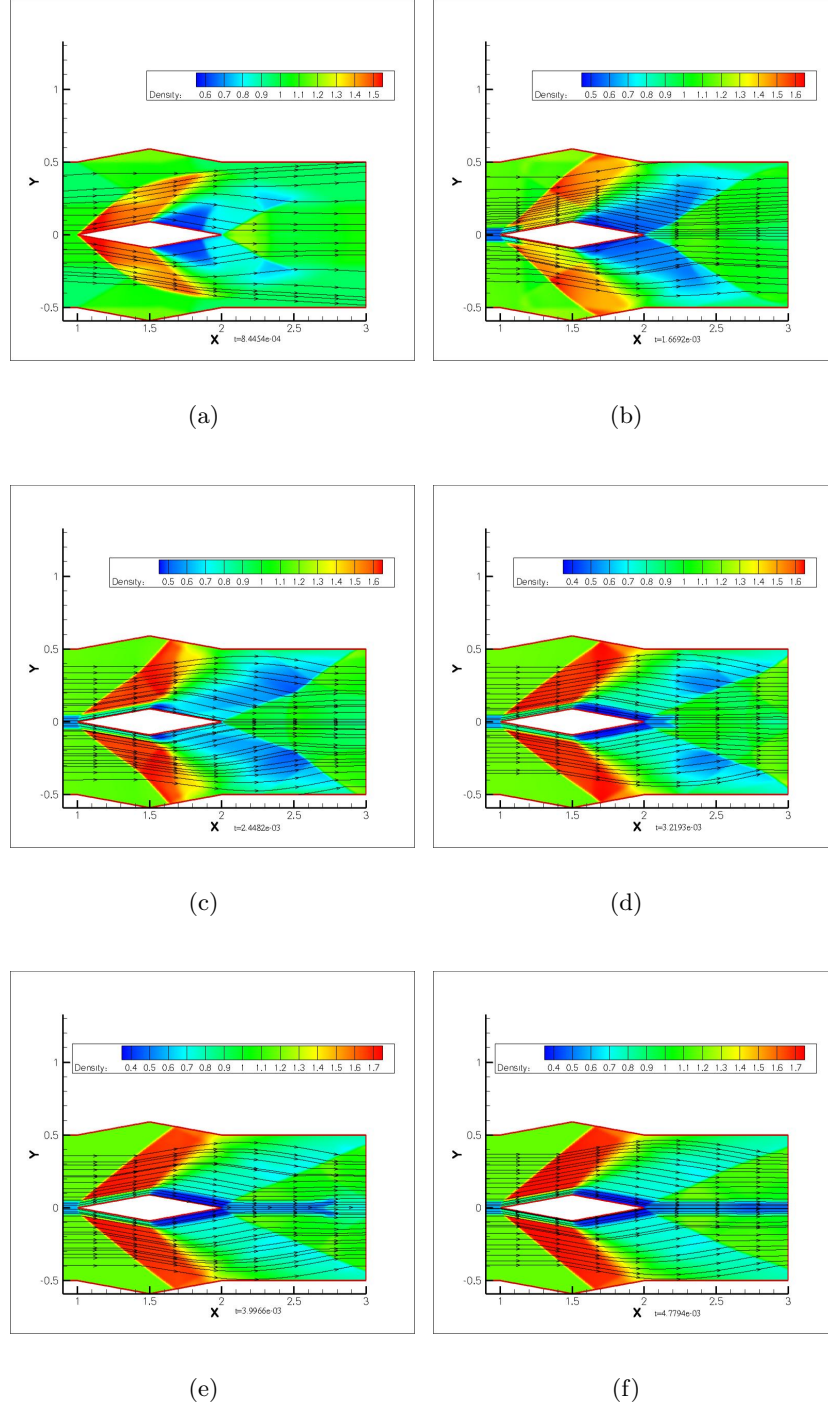 1
0.5
0
-0.5
Y
Density: 0.6 0.7 0.8 0.9 1 1.1 1.2 1.3 1.4 1.5
1 1.5 2 2.5 3
X t=8.4454e-04
(a)
1
0.5
0
-0.5
Y
Density: 0.5 0.6 0.7 0.8 0.9 1 1.1 1.2 1.3 1.4 1.5 1.6
1 1.5 2 2.5 3
X t=1.6692e-03
(b)
1
0.5
0
-0.5
Y
Density: 0.5 0.6 0.7 0.8 0.9 1 1.1 1.2 1.3 1.4 1.5 1.6
1 1.5 2 2.5 3
X t=2.4482e-03
(c)
1
0.5
0
-0.5
Y
Density: 0.4 0.5 0.6 0.7 0.8 0.9 1 1.1 1.2 1.3 1.4 1.5 1.6
1 1.5 2 2.5 3
X t=3.2193e-03
(d)
1
0.5
0
-0.5
Y
Density: 0.4 0.5 0.6 0.7 0.8 0.9 1 1.1 1.2 1.3 1.4 1.5 1.6 1.7
1 1.5 2 2.5 3
X t=3.9966e-03
(e)
1
0.5
0
-0.5
Y
Density: 0.4 0.5 0.6 0.7 0.8 0.9 1 1.1 1.2 1.3 1.4 1.5 1.6 1.7
1 1.5 2 2.5 3
X t=4.7794e-03
(f)